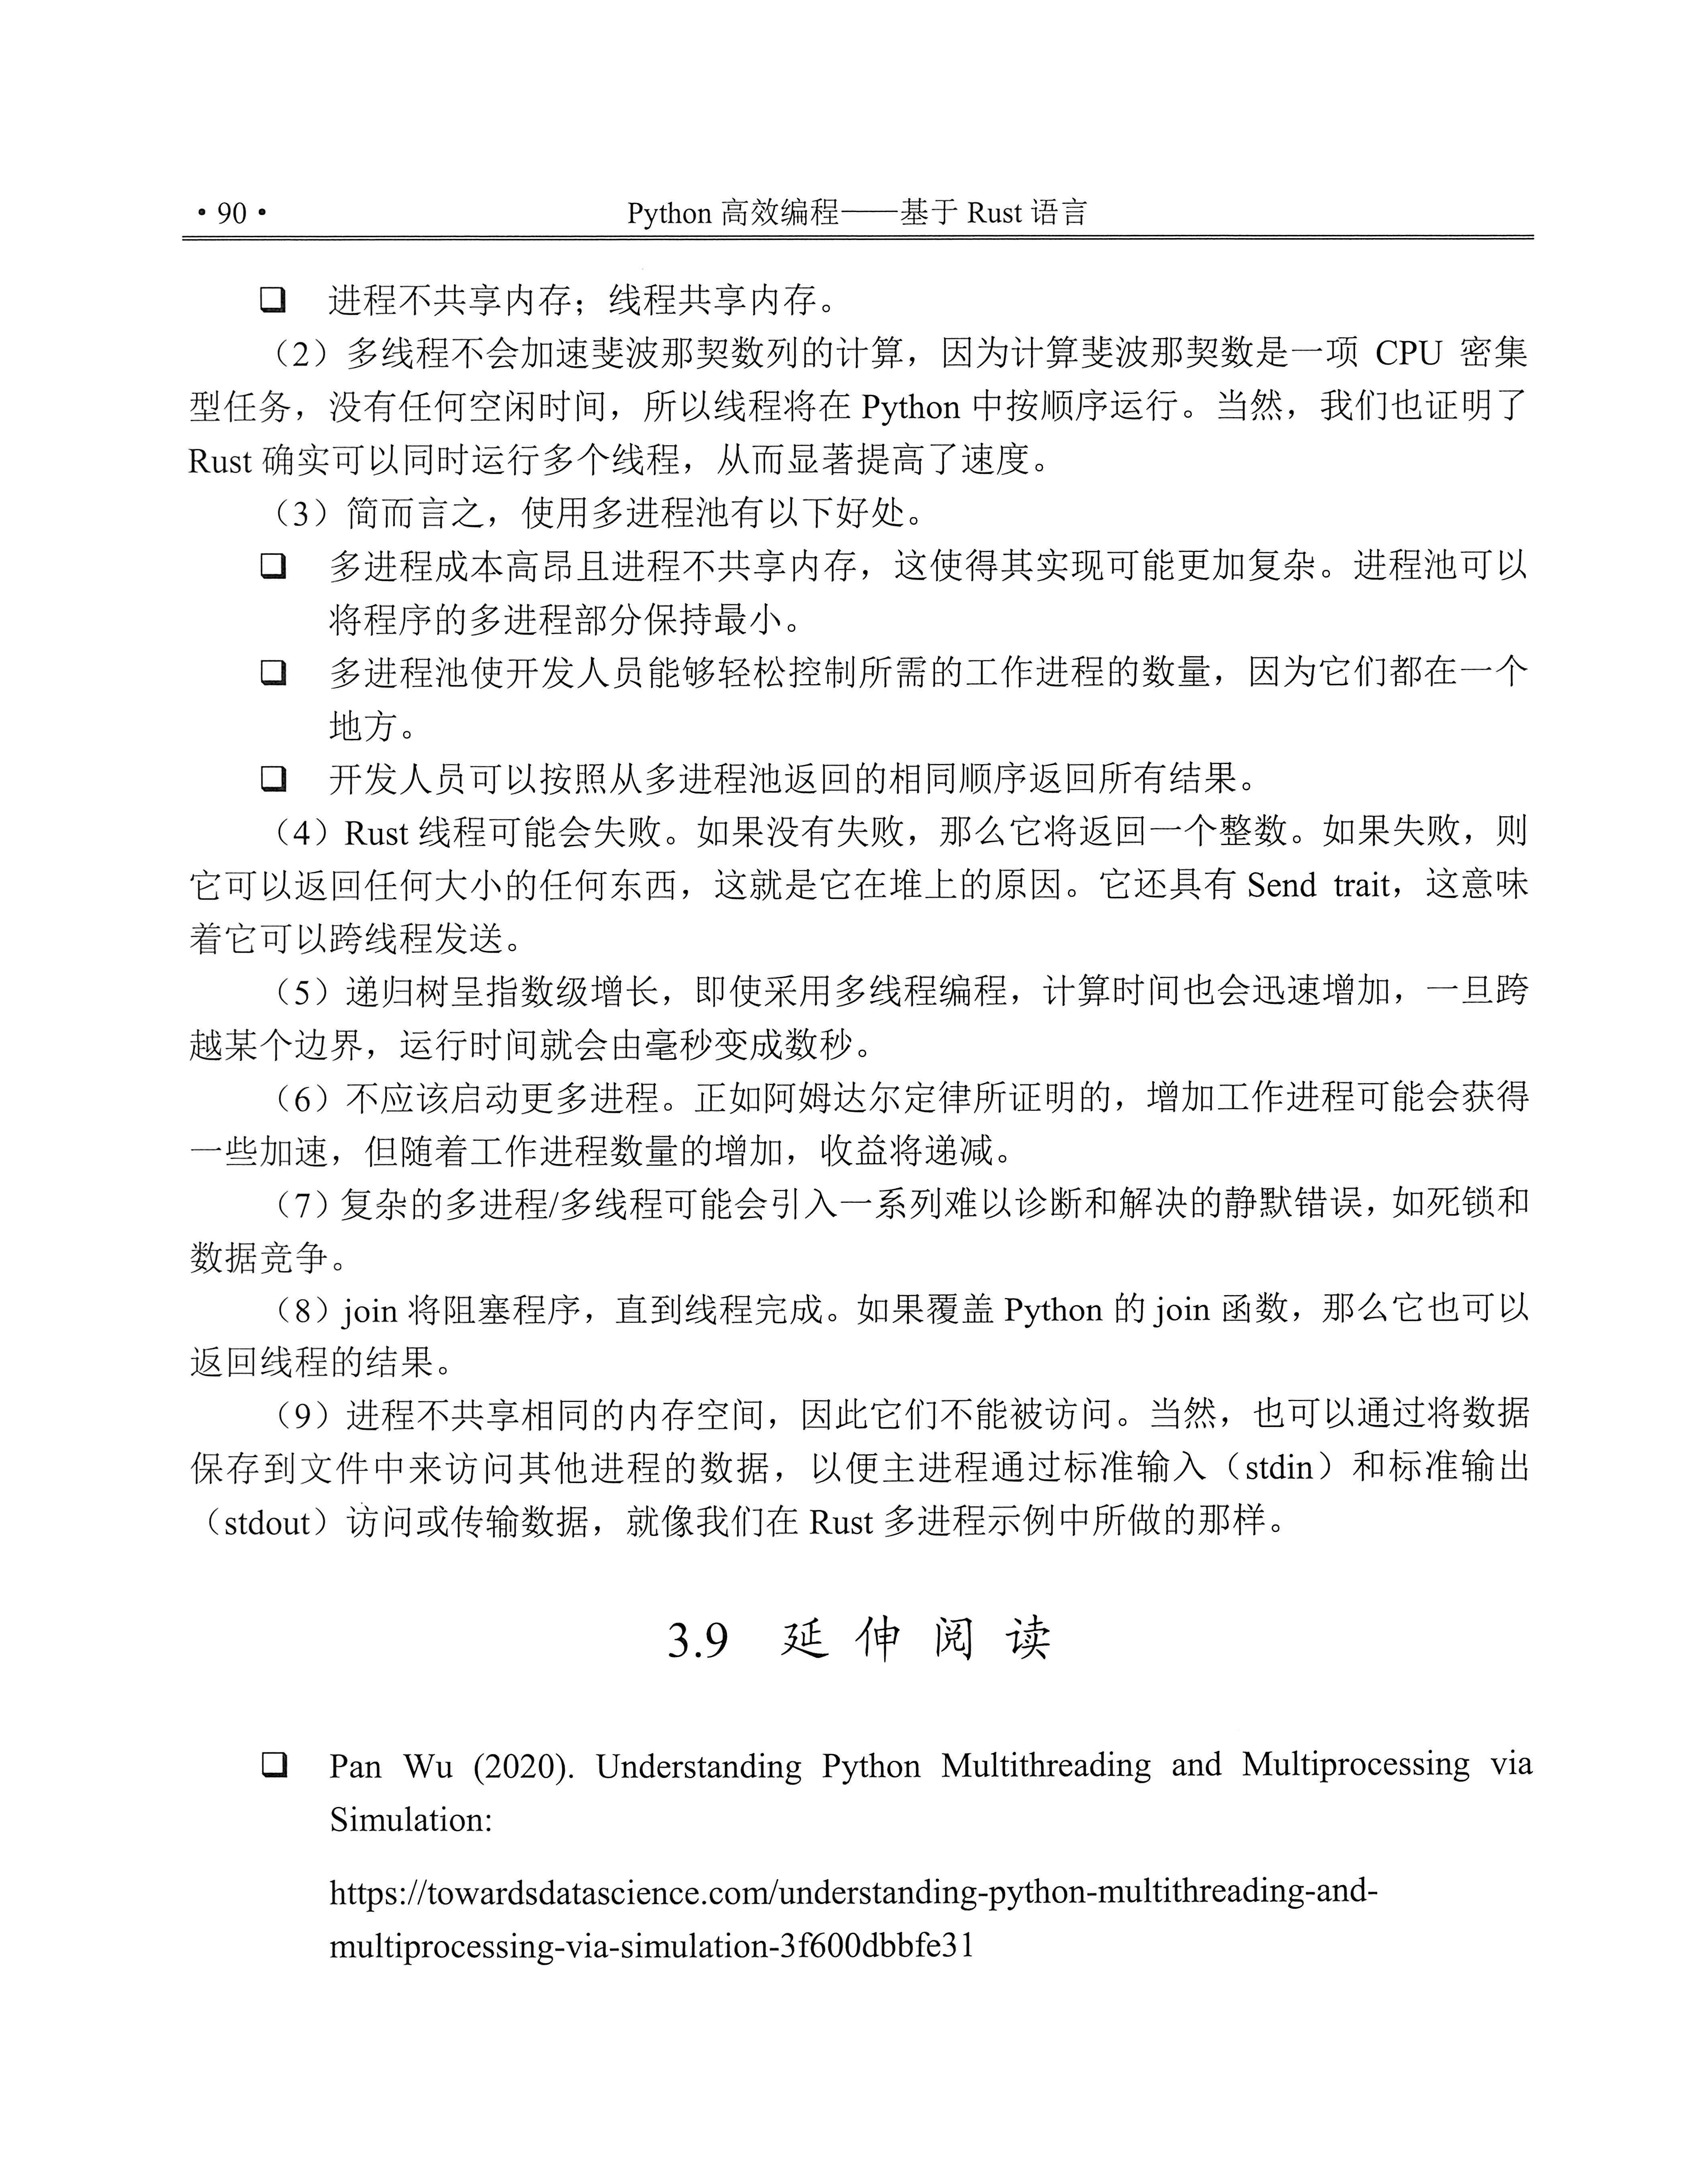 • 90 •
Python 高效编程——基于 Rust 语言
❏ 进程不共享内存；线程共享内存。
（2）多线程不会加速斐波那契数列的计算，因为计算斐波那契数是一项 CPU 密集
型任务，没有任何空闲时间，所以线程将在 Python 中按顺序运行。当然，我们也证明了
Rust 确实可以同时运行多个线程，从而显著提高了速度。
（3）简而言之，使用多进程池有以下好处。
❏ 多进程成本高昂且进程不共享内存，这使得其实现可能更加复杂。进程池可以
将程序的多进程部分保持最小。
❏ 多进程池使开发人员能够轻松控制所需的工作进程的数量，因为它们都在一个
地方。
❏ 开发人员可以按照从多进程池返回的相同顺序返回所有结果。
（4）Rust 线程可能会失败。如果没有失败，那么它将返回一个整数。如果失败，则
它可以返回任何大小的任何东西，这就是它在堆上的原因。它还具有 Send trait，这意味
着它可以跨线程发送。
（5）递归树呈指数级增长，即使采用多线程编程，计算时间也会迅速增加，一旦跨
越某个边界，运行时间就会由毫秒变成数秒。
（6）不应该启动更多进程。正如阿姆达尔定律所证明的，增加工作进程可能会获得
一些加速，但随着工作进程数量的增加，收益将递减。
（7）复杂的多进程/多线程可能会引入一系列难以诊断和解决的静默错误，如死锁和
数据竞争。
（8）join 将阻塞程序，直到线程完成。如果覆盖 Python 的 join 函数，那么它也可以
返回线程的结果。
（9）进程不共享相同的内存空间，因此它们不能被访问。当然，也可以通过将数据
保存到文件中来访问其他进程的数据，以便主进程通过标准输入（stdin）和标准输出
（stdout）访问或传输数据，就像我们在 Rust 多进程示例中所做的那样。
3.9 延伸阅读
❏ Pan Wu (2020). Understanding Python Multithreading and Multiprocessing via
Simulation:
https://towardsdatascience.com/understanding-python-multithreading-and-
multiprocessing-via-simulation-3f600dbbfe31